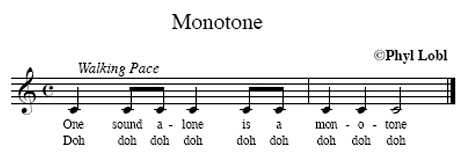 Monotone
©Phyl Lobl
Walking Pace
One sound a - lone is a mon - o - tone
Doh doh doh doh doh doh doh doh doh